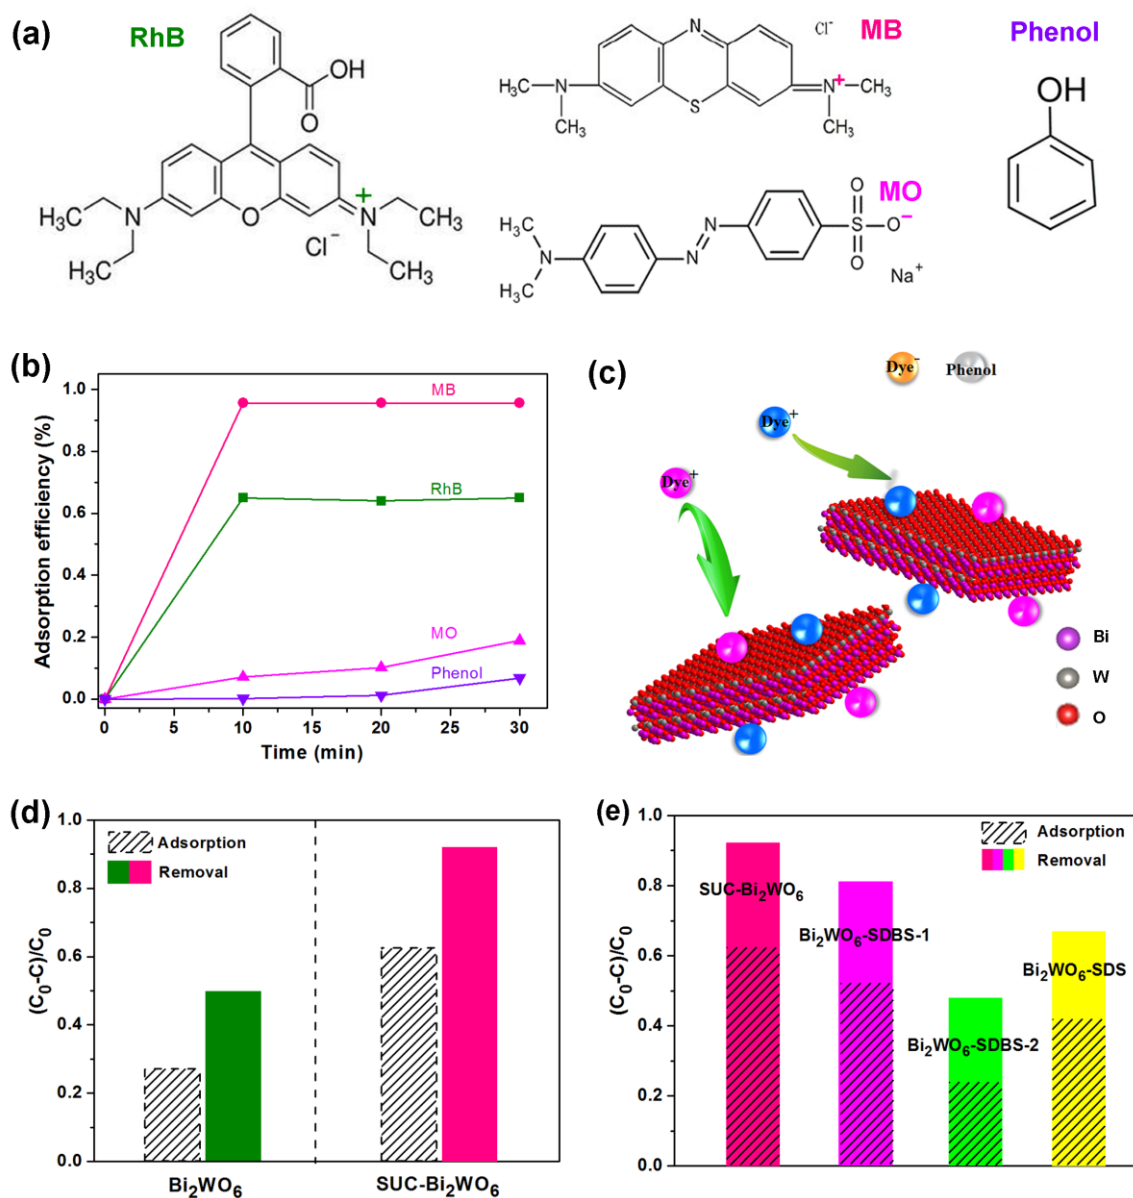 (a)
RhB
OH
O
N
O
N
+
H₃C
CH₃
Cl⁻
H₃C
CH₃
N
Cl⁻
MB
H₃C
N
S
N
+
CH₃
CH₃
CH₃
MO
O
S
O⁻
O
Na⁺
N
N
H₃C
N
H₃C
Phenol
OH
(b)
Adsorption efficiency (%)
1.0
0.8
0.6
0.4
0.2
0.0
MB
RhB
MO
Phenol
0 5 10 15 20 25 30
Time (min)
(c)
Dye⁻
Phenol
Dye⁺
Dye⁺
Bi
W
O
(d)
(C₀-C)/C₀
1.0
0.8
0.6
0.4
0.2
0.0
Adsorption
Removal
Bi₂WO₆
SUC-Bi₂WO₆
(e)
(C₀-C)/C₀
1.0
0.8
0.6
0.4
0.2
0.0
Adsorption
Removal
SUC-Bi₂WO₆
Bi₂WO₆-SDBS-1
Bi₂WO₆-SDBS-2
Bi₂WO₆-SDS